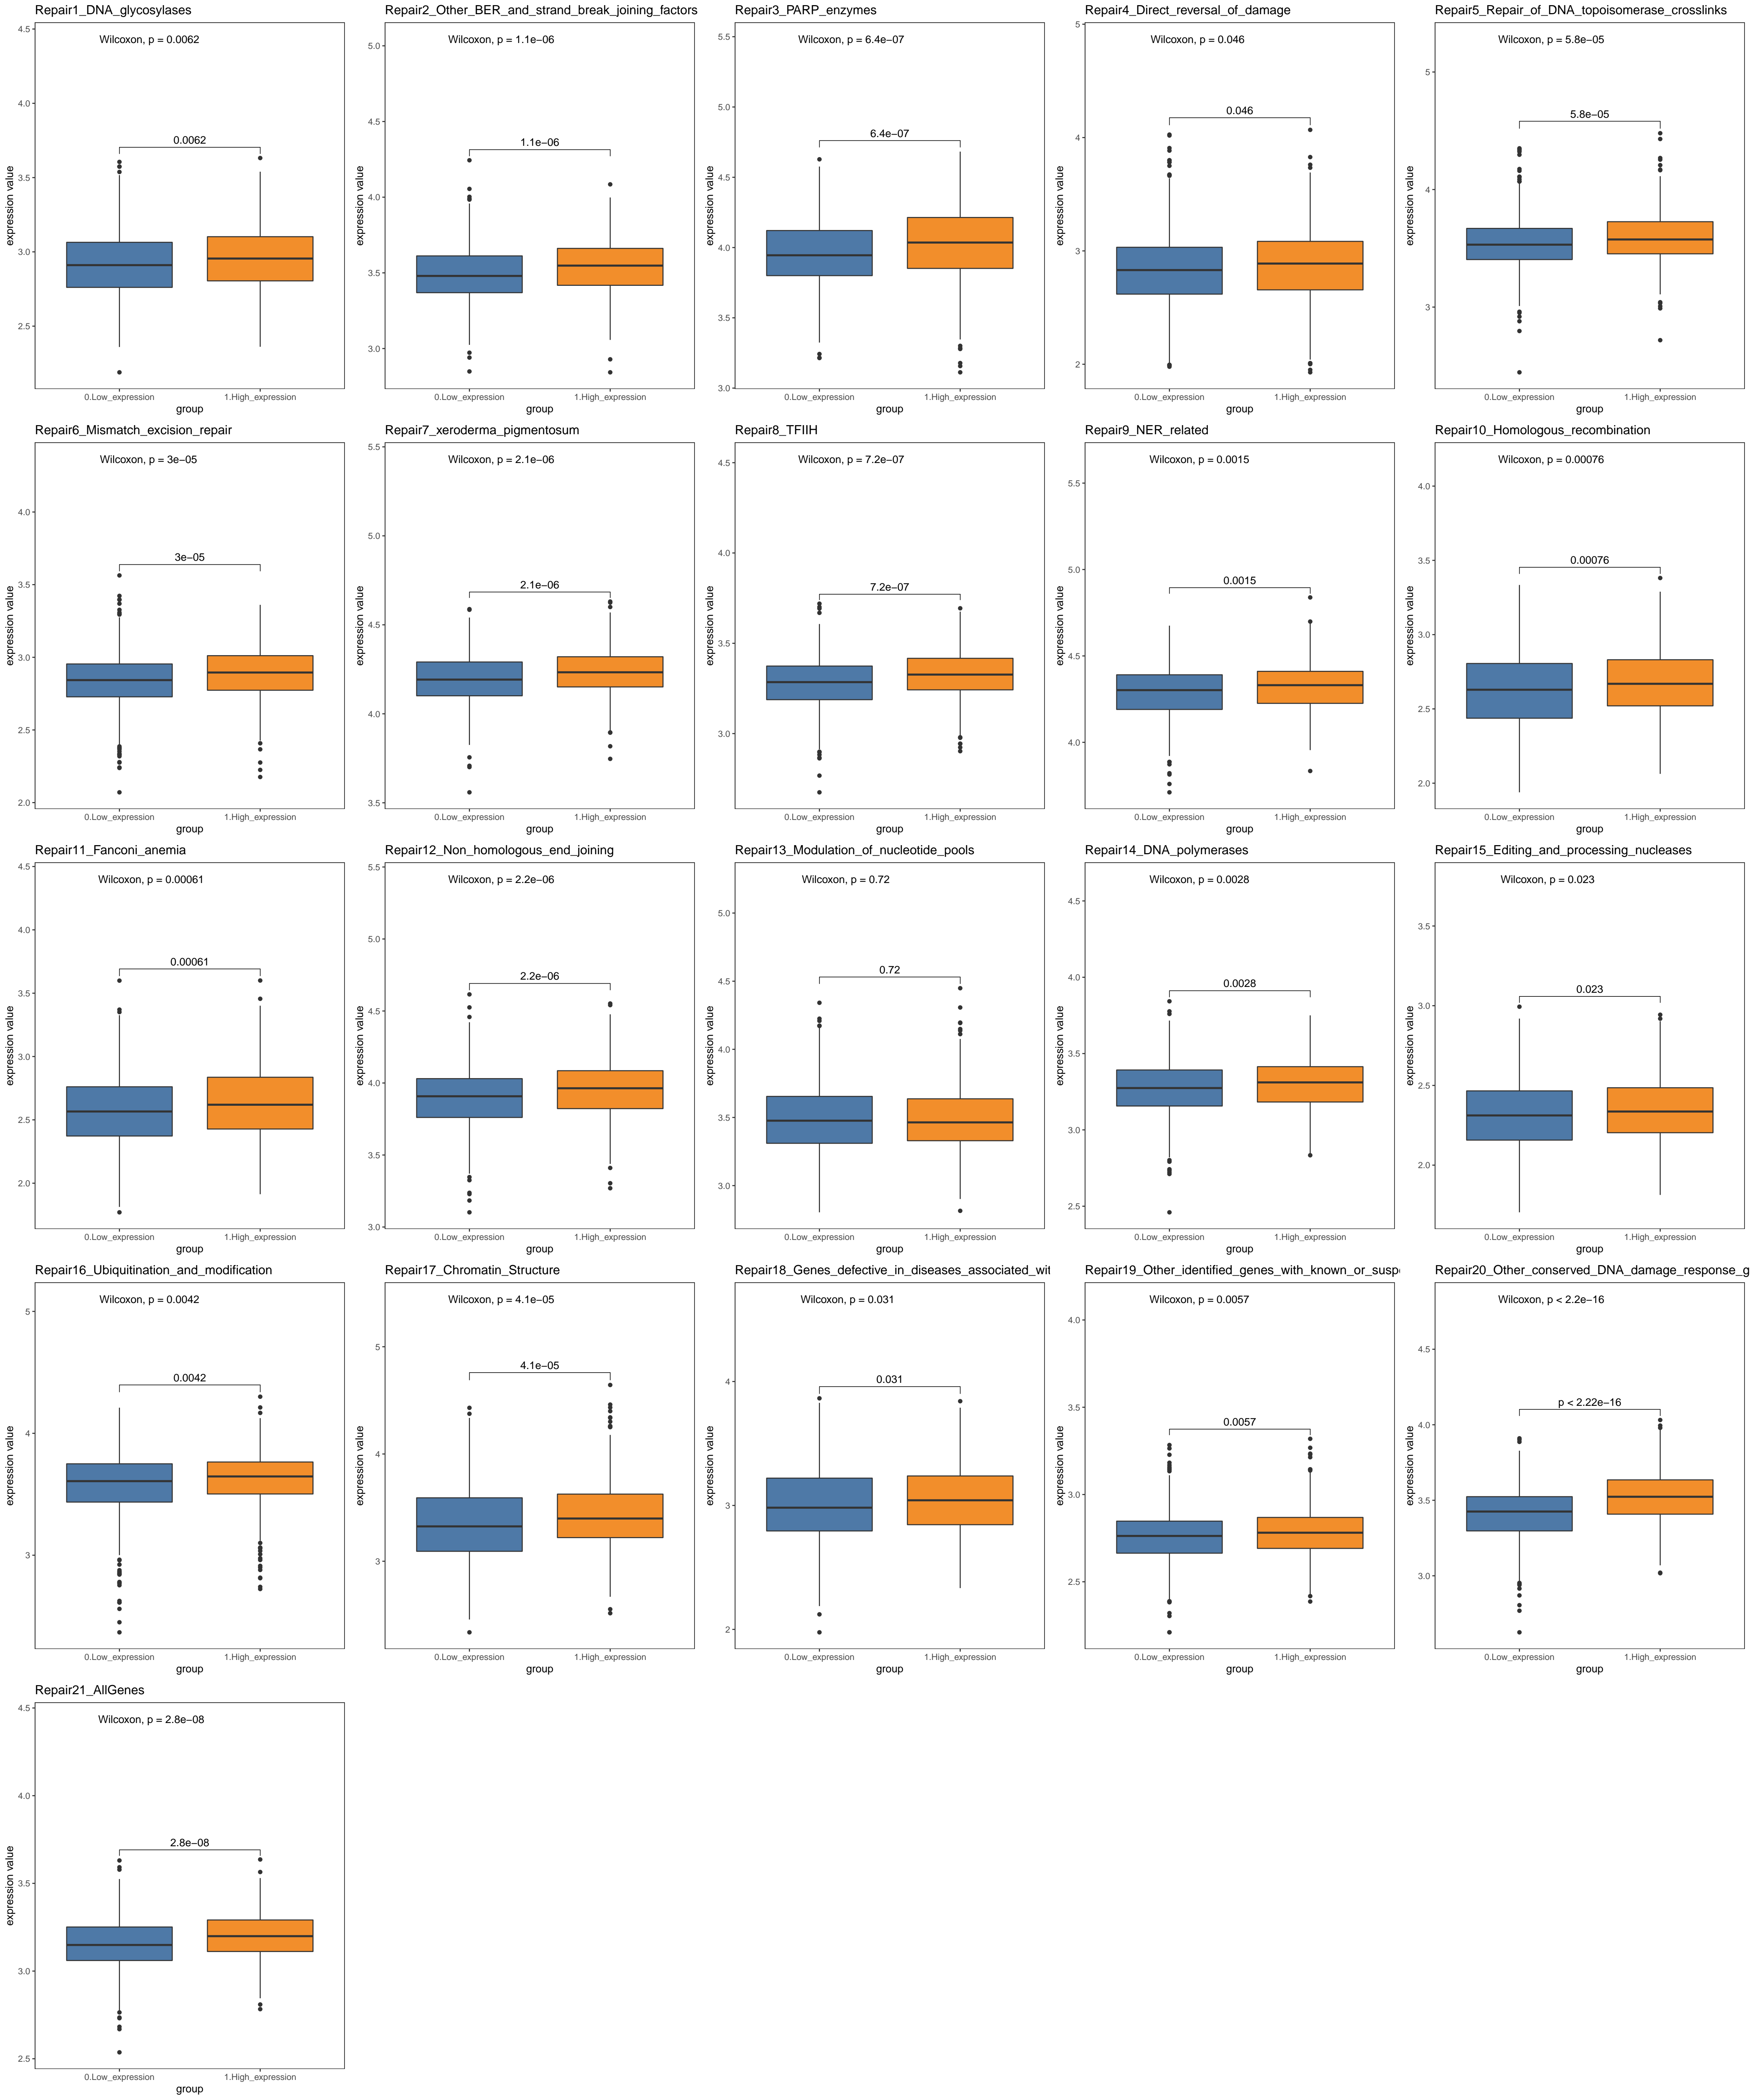 Repair1_DNA_glycosylases
Wilcoxon, p = 0.0062
0.0062
4.5
4.0
3.5
3.0
2.5
expression value
0.Low_expression 1.High_expression
group
Repair2_Other_BER_and_strand_break_joining_factors
Wilcoxon, p = 1.1e−06
1.1e−06
5.0
4.5
4.0
3.5
3.0
expression value
0.Low_expression 1.High_expression
group
Repair3_PARP_enzymes
Wilcoxon, p = 6.4e−07
6.4e−07
5.5
5.0
4.5
4.0
3.5
3.0
expression value
0.Low_expression 1.High_expression
group
Repair4_Direct_reversal_of_damage
Wilcoxon, p = 0.046
0.046
5
4
3
2
expression value
0.Low_expression 1.High_expression
group
Repair5_Repair_of_DNA_topoisomerase_crosslinks
Wilcoxon, p = 5.8e−05
5.8e−05
5
4
3
expression value
0.Low_expression 1.High_expression
group
Repair6_Mismatch_excision_repair
Wilcoxon, p = 3e−05
3e−05
4.0
3.5
3.0
2.5
2.0
expression value
0.Low_expression 1.High_expression
group
Repair7_xeroderma_pigmentosum
Wilcoxon, p = 2.1e−06
2.1e−06
5.5
5.0
4.5
4.0
3.5
expression value
0.Low_expression 1.High_expression
group
Repair8_TFIIH
Wilcoxon, p = 7.2e−07
7.2e−07
4.5
4.0
3.5
3.0
expression value
0.Low_expression 1.High_expression
group
Repair9_NER_related
Wilcoxon, p = 0.0015
0.0015
5.5
5.0
4.5
4.0
expression value
0.Low_expression 1.High_expression
group
Repair10_Homologous_recombination
Wilcoxon, p = 0.00076
0.00076
4.0
3.5
3.0
2.5
2.0
expression value
0.Low_expression 1.High_expression
group
Repair11_Fanconi_anemia
Wilcoxon, p = 0.00061
0.00061
4.5
4.0
3.5
3.0
2.5
2.0
expression value
0.Low_expression 1.High_expression
group
Repair12_Non_homologous_end_joining
Wilcoxon, p = 2.2e−06
2.2e−06
5.5
5.0
4.5
4.0
3.5
3.0
expression value
0.Low_expression 1.High_expression
group
Repair13_Modulation_of_nucleotide_pools
Wilcoxon, p = 0.72
0.72
5.0
4.5
4.0
3.5
3.0
expression value
0.Low_expression 1.High_expression
group
Repair14_DNA_polymerases
Wilcoxon, p = 0.0028
0.0028
4.5
4.0
3.5
3.0
2.5
expression value
0.Low_expression 1.High_expression
group
Repair15_Editing_and_processing_nucleases
Wilcoxon, p = 0.023
0.023
3.5
3.0
2.5
2.0
expression value
0.Low_expression 1.High_expression
group
Repair16_Ubiquitination_and_modification
Wilcoxon, p = 0.0042
0.0042
5
4
3
expression value
0.Low_expression 1.High_expression
group
Repair17_Chromatin_Structure
Wilcoxon, p = 4.1e−05
4.1e−05
5
4
3
expression value
0.Low_expression 1.High_expression
group
Repair18_Genes_defective_in_diseases_associated_wit
Wilcoxon, p = 0.031
0.031
4
3
2
expression value
0.Low_expression 1.High_expression
group
Repair19_Other_identified_genes_with_known_or_susp
Wilcoxon, p = 0.0057
0.0057
4.0
3.5
3.0
2.5
expression value
0.Low_expression 1.High_expression
group
Repair20_Other_conserved_DNA_damage_response_g
Wilcoxon, p < 2.2e−16
p < 2.22e−16
4.5
4.0
3.5
3.0
expression value
0.Low_expression 1.High_expression
group
Repair21_AllGenes
Wilcoxon, p = 2.8e−08
2.8e−08
4.5
4.0
3.5
3.0
2.5
expression value
0.Low_expression 1.High_expression
group